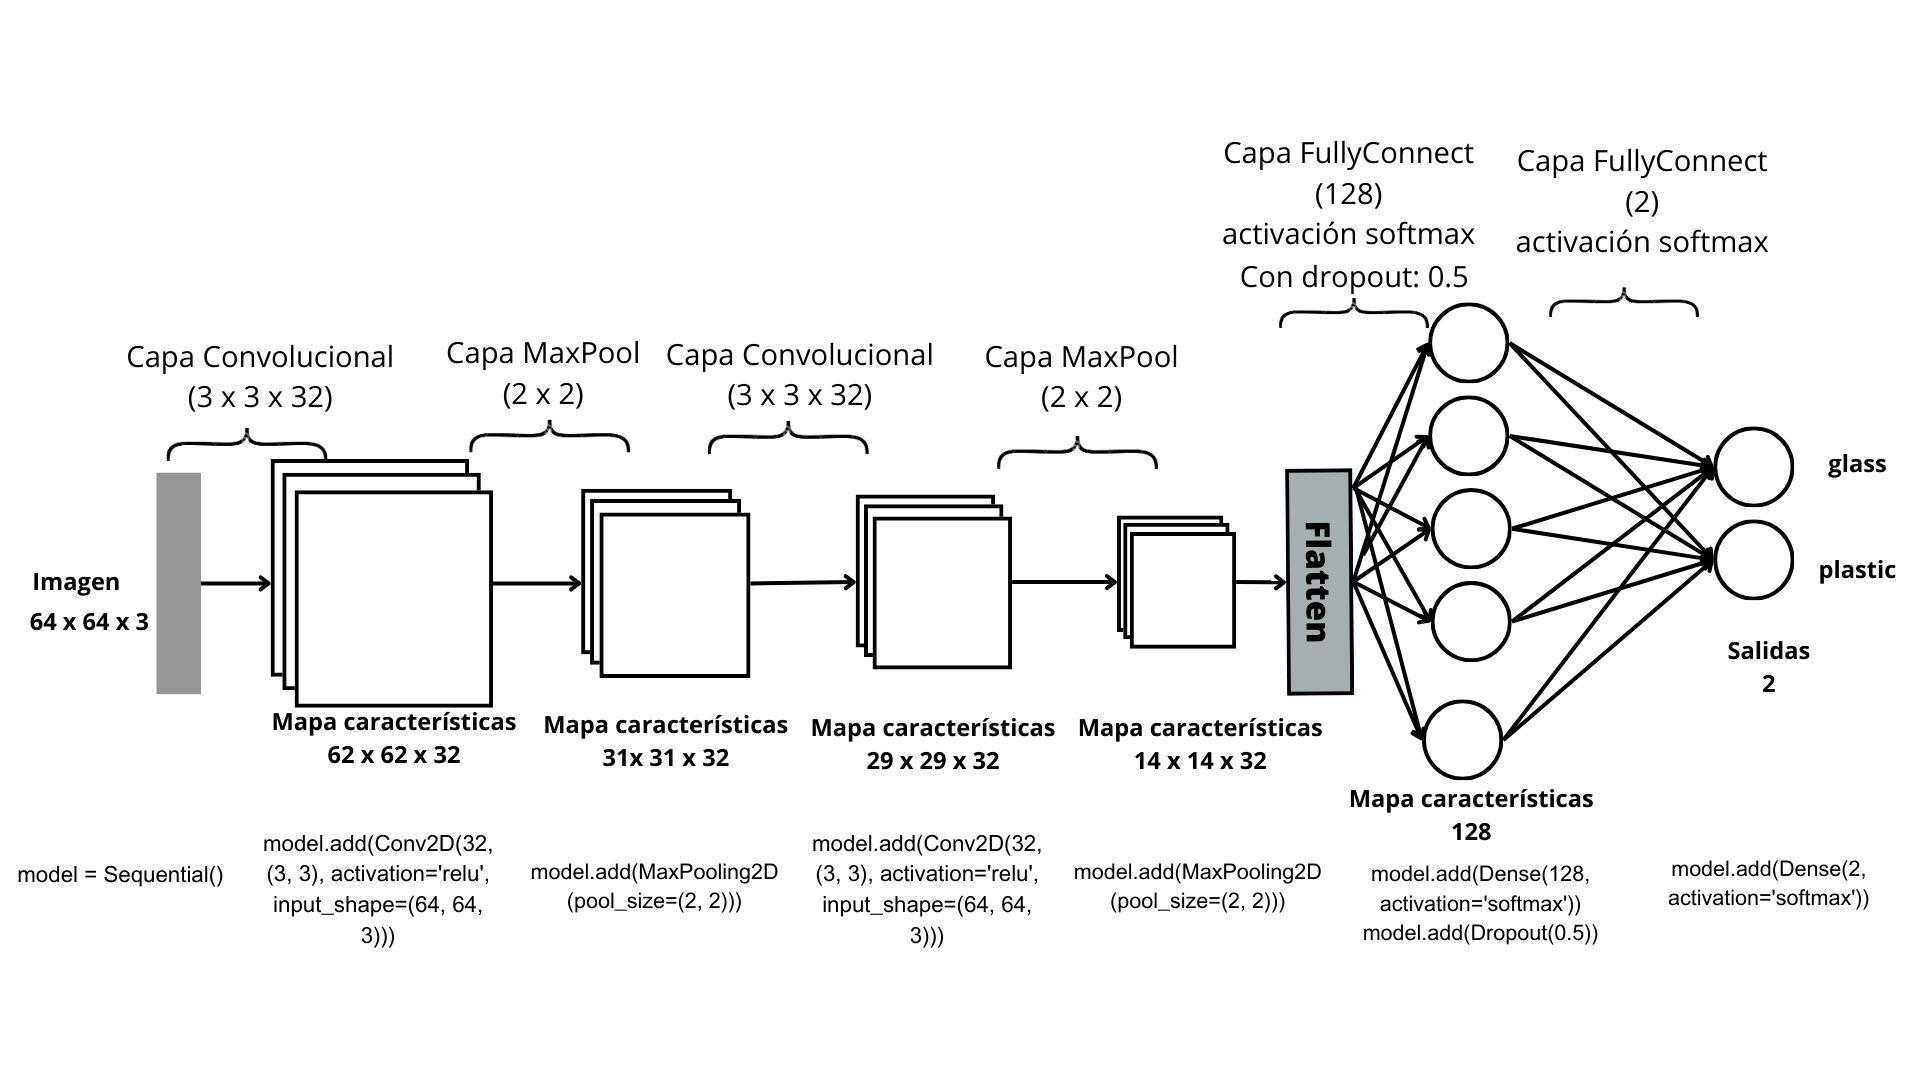 Capa FullyConnect
(128)
activación softmax
Con dropout: 0.5
Capa FullyConnect
(2)
activación softmax
Capa Convolucional
(3 x 3 x 32)
Capa MaxPool
(2 x 2)
Capa Convolucional
(3 x 3 x 32)
Capa MaxPool
(2 x 2)
Imagen
64 x 64 x 3
Flatten
glass
plastic
Salidas
2
Mapa características
62 x 62 x 32
Mapa características
31x 31 x 32
Mapa características
29 x 29 x 32
Mapa características
14 x 14 x 32
Mapa características
128
model = Sequential()
model.add(Conv2D(32,
(3, 3), activation='relu',
input_shape=(64, 64,
3)))
model.add(MaxPooling2D
(pool_size=(2, 2)))
model.add(Conv2D(32,
(3, 3), activation='relu',
input_shape=(64, 64,
3)))
model.add(MaxPooling2D
(pool_size=(2, 2)))
model.add(Dense(128,
activation='softmax'))
model.add(Dropout(0.5))
model.add(Dense(2,
activation='softmax'))